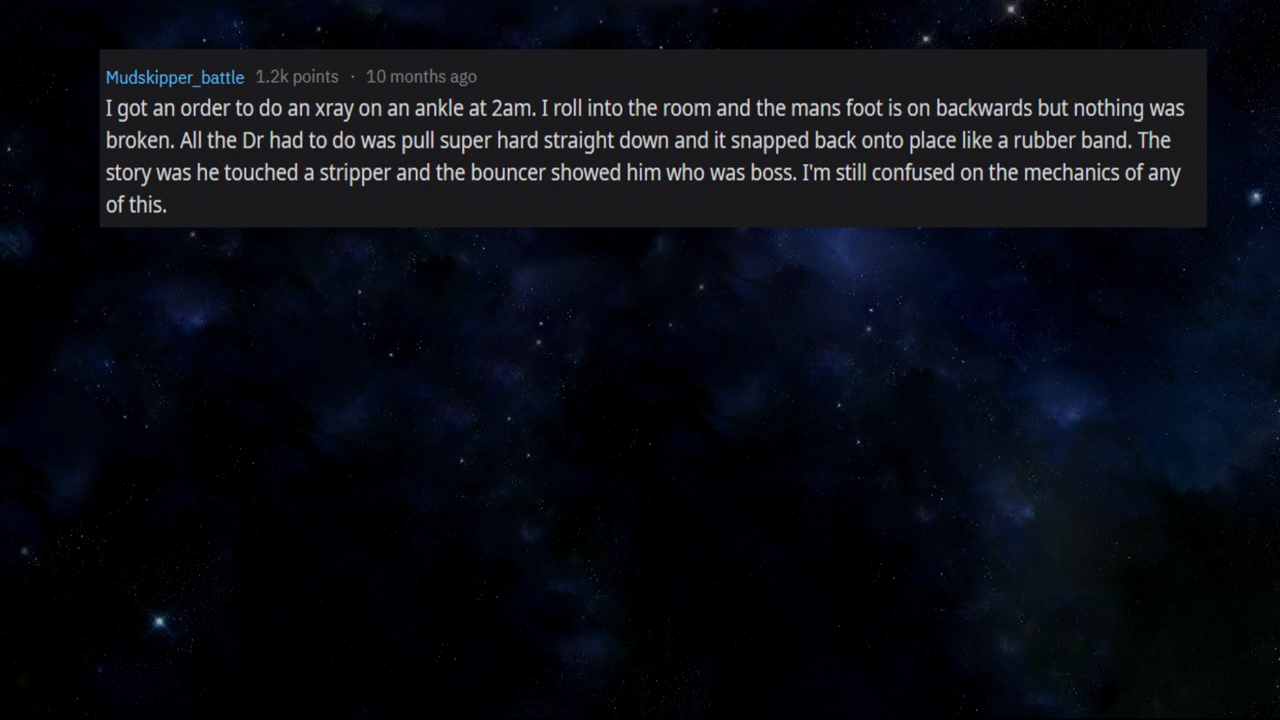 Mudskipper_battle 1.2k points · 10 months ago
I got an order to do an xray on an ankle at 2am. I roll into the room and the mans foot is on backwards but nothing was
broken. All the Dr had to do was pull super hard straight down and it snapped back onto place like a rubber band. The
story was he touched a stripper and the bouncer showed him who was boss. I'm still confused on the mechanics of any
of this.